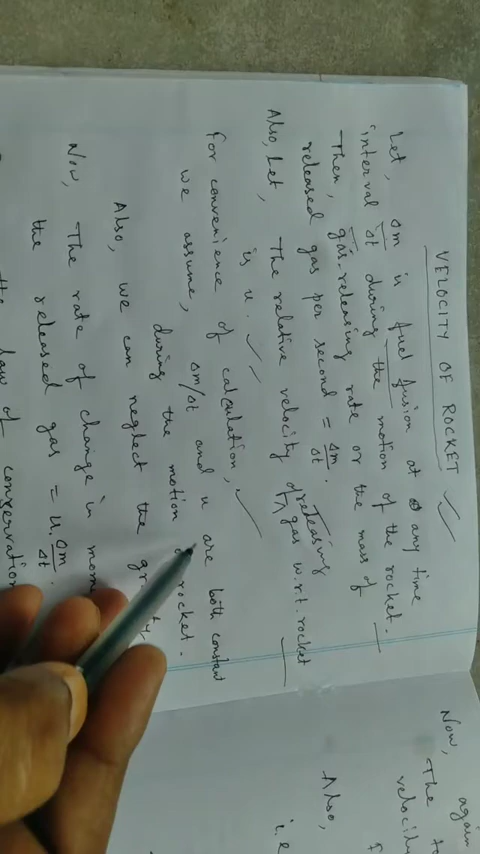 VELOCITY OF ROCKET
Let, Δm is fuel fusion at any time
interval Δt during the motion of the rocket.
Then, gas releasing rate or the mass of
released gas per second = Δm/Δt.
Also, Let, The relative velocity of releasing gas w.r.t. rocket
is u.
For convenience of calculation,
we assume, Δm/Δt and u are both constant
during the motion rocket.
Also, we can neglect the
Now, The rate of change in
the released gas = u. Δm/Δt.
law of conservation
Now, again
The
velocity
Also,
i.e